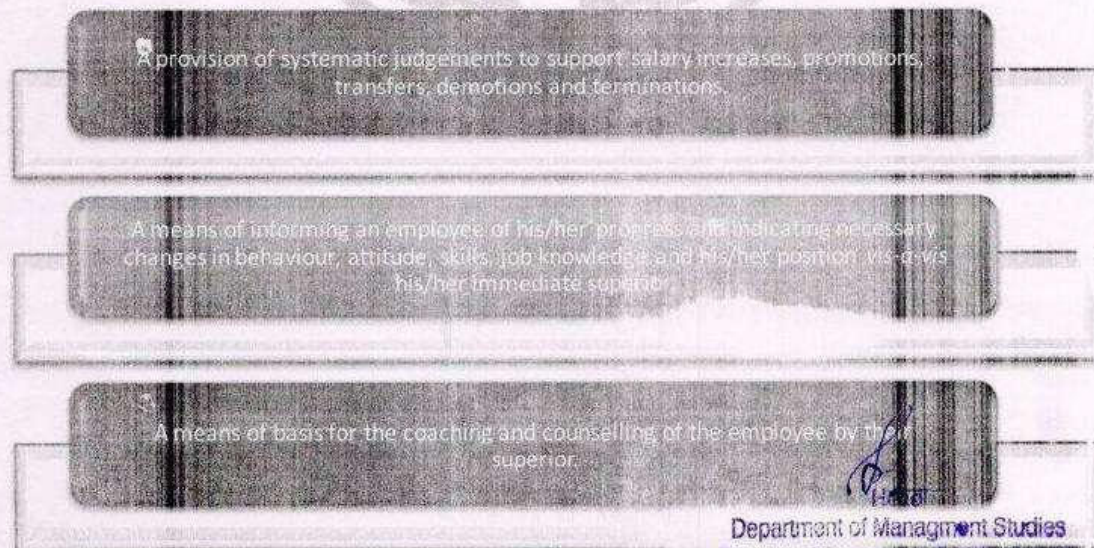 A provision of systematic judgements to support salary increases, promotions,
transfers, demotions and terminations.
A means of informing an employee of his/her progress and indicating necessary
changes in behaviour, attitude, skills, job knowledge and his/her position vis-a-vis
his/her immediate superior
A means of basis for the coaching and counselling of the employee by their
superior.
Department of Managment Studies